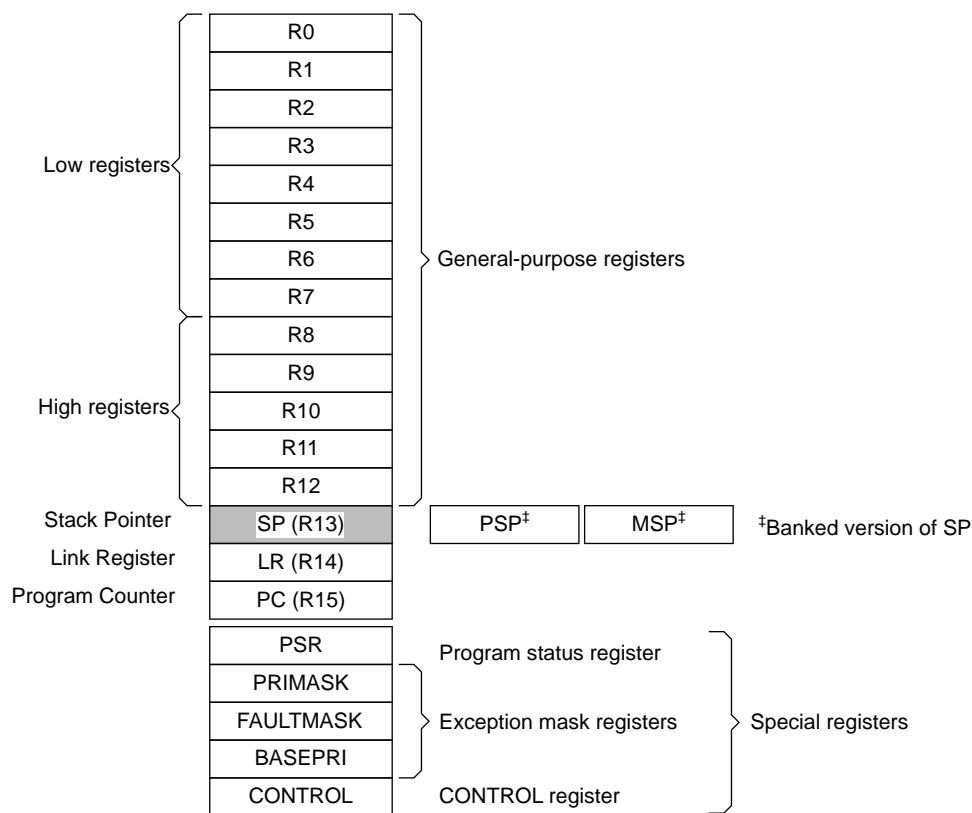 R0
R1
R2
R3
Low registers
R4
R5
R6
General-purpose registers
R7
R8
R9
High registers
R10
R11
R12
Stack Pointer SP (R13) PSP‡ MSP‡ ‡Banked version of SP
Link Register LR (R14)
Program Counter PC (R15)
PSR Program status register
PRIMASK
FAULTMASK Exception mask registers Special registers
BASEPRI
CONTROL CONTROL register